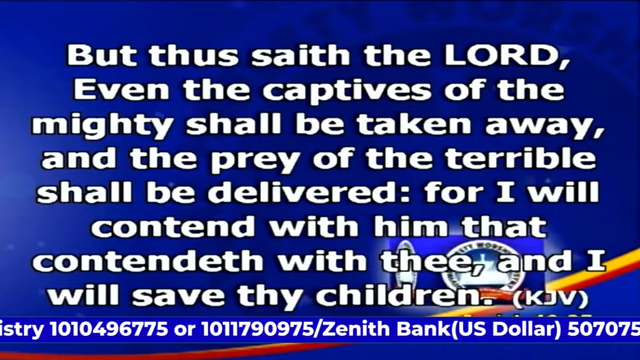 But thus saith the LORD,
Even the captives of the
mighty shall be taken away,
and the prey of the terrible
shall be delivered: for I will
contend with him that
contendeth with thee, and I
will save thy children. (KJV)
istry 1010496775 or 1011790975/Zenith Bank(US Dollar) 507075